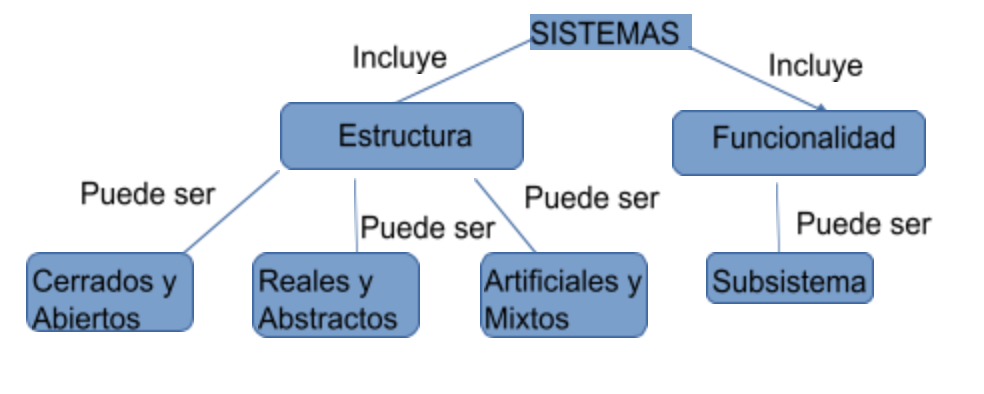 SISTEMAS
Incluye
Incluye
Estructura
Funcionalidad
Puede ser
Puede ser
Puede ser
Puede ser
Cerrados y
Abiertos
Reales y
Abstractos
Artificiales y
Mixtos
Subsistema